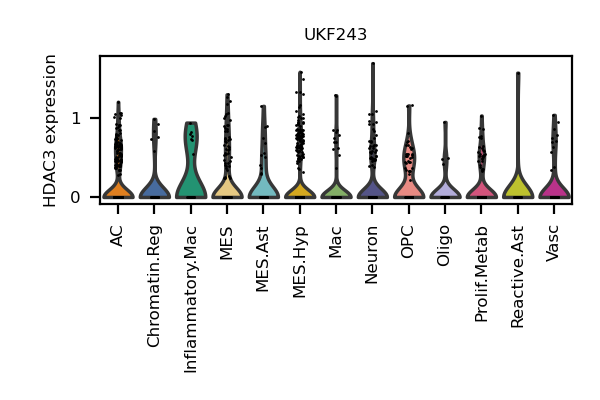 UKF243
HDAC3 expression
1
0
AC
Chromatin.Reg
Inflammatory.Mac
MES
MES.Ast
MES.Hyp
Mac
Neuron
OPC
Oligo
Prolif.Metab
Reactive.Ast
Vasc